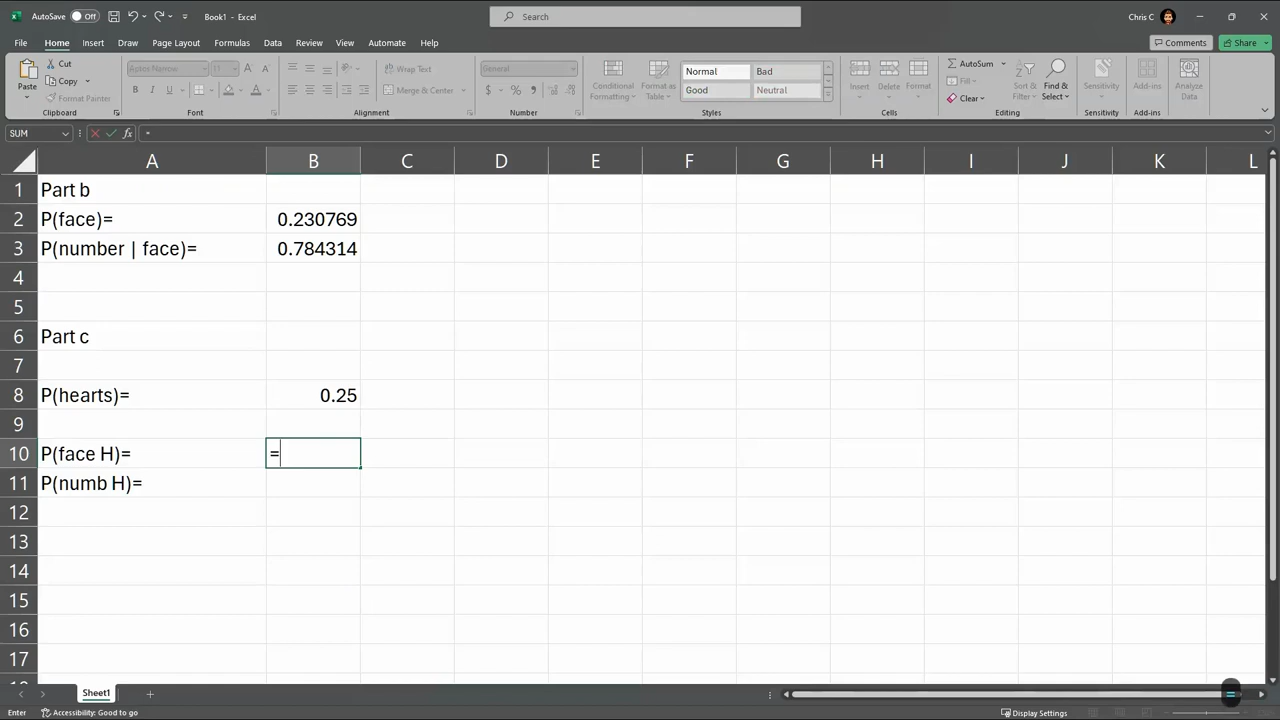 AutoSave Off Book1 - Excel Search Chris C
File Home Insert Draw Page Layout Formulas Data Review View Automate Help Comments Share
Paste Cut Copy Format Painter Clipboard
Aptos Narrow 11 B I U Font
Wrap Text Merge & Center Alignment
General $ % Number
Conditional Formatting Format as Table Normal Bad Good Neutral Styles
Insert Delete Format Cells
AutoSum Fill Clear Sort & Filter Find & Select Editing
Sensitivity Sensitivity
Add-ins Add-ins
Analyze Data
SUM fx =
A B C D E F G H I J K L
1 Part b
2 P(face)= 0.230769
3 P(number | face)= 0.784314
4
5
6 Part c
7
8 P(hearts)= 0.25
9
10 P(face H)= =
11 P(numb H)=
12
13
14
15
16
17
Sheet1
Enter Accessibility: Good to go Display Settings